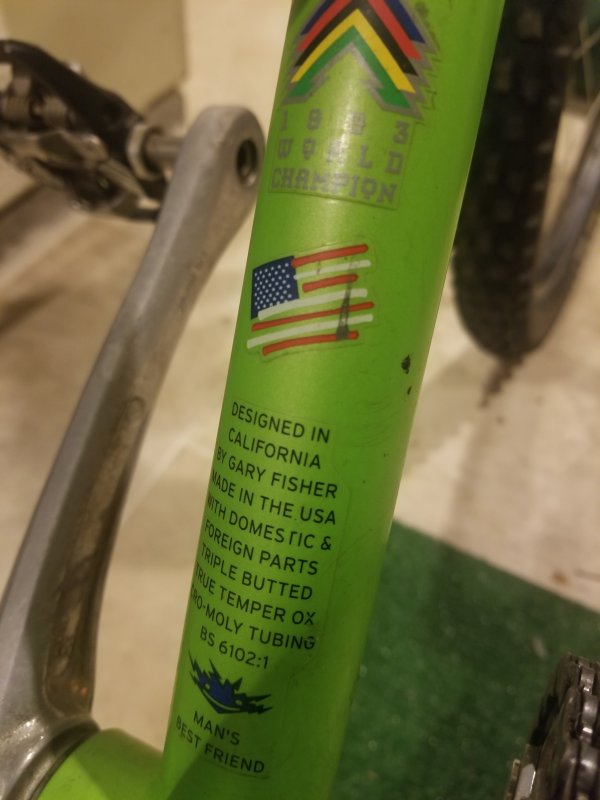 1993
WORLD
CHAMPION
DESIGNED IN
CALIFORNIA
BY GARY FISHER
MADE IN THE USA
WITH DOMESTIC &
FOREIGN PARTS
TRIPLE BUTTED
TRUE TEMPER OX
CRO-MOLY TUBING
BS 6102:1
MAN'S
BEST FRIEND